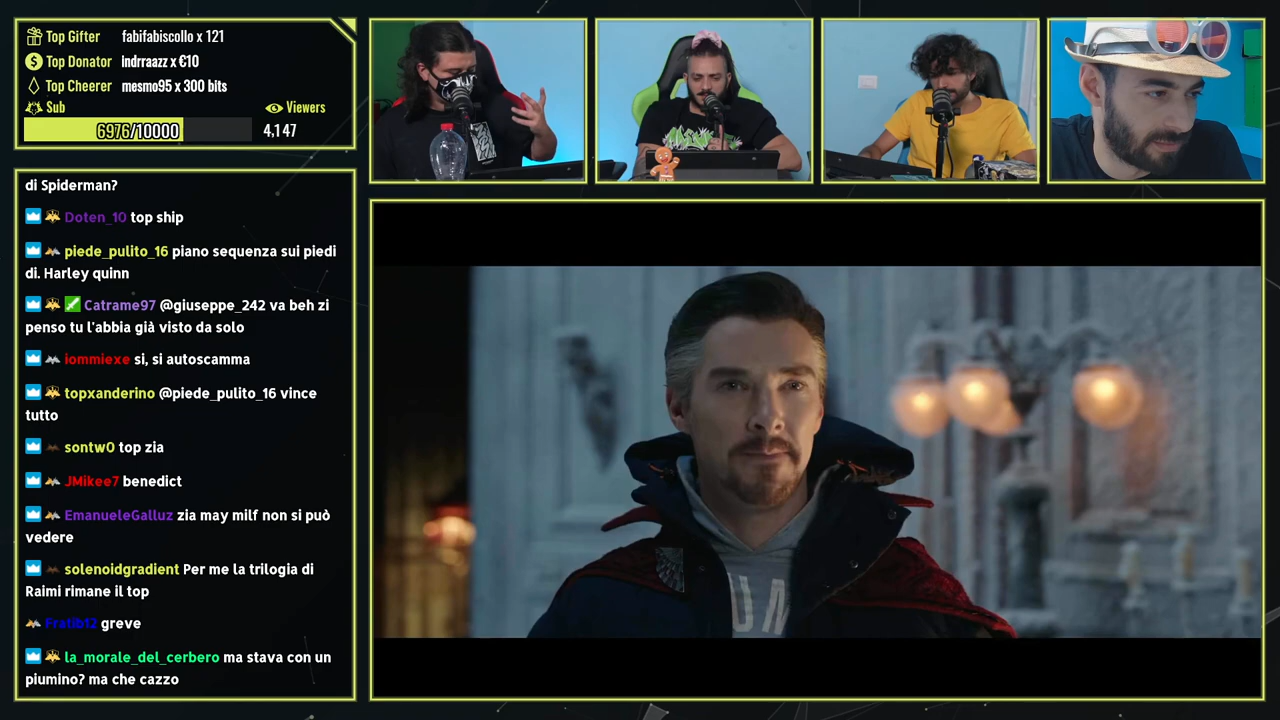 Top Gifter fabifabiscollo x 121
Top Donator indrraazz x €10
Top Cheerer mesmo95 x 300 bits
Sub Viewers
6976/10000 4,147
di Spiderman?
Doten_10 top ship
piede_pulito_16 piano sequenza sui piedi
di. Harley quinn
Catrame97 @giuseppe_242 va beh zi
penso tu l'abbia già visto da solo
iommiexe si, si autoscamma
topxanderino @piede_pulito_16 vince
tutto
sontw0 top zia
JMikee7 benedict
EmanueleGalluz zia may milf non si può
vedere
solenoidgradient Per me la trilogia di
Raimi rimane il top
Fratib12 greve
la_morale_del_cerbero ma stava con un
piumino? ma che cazzo